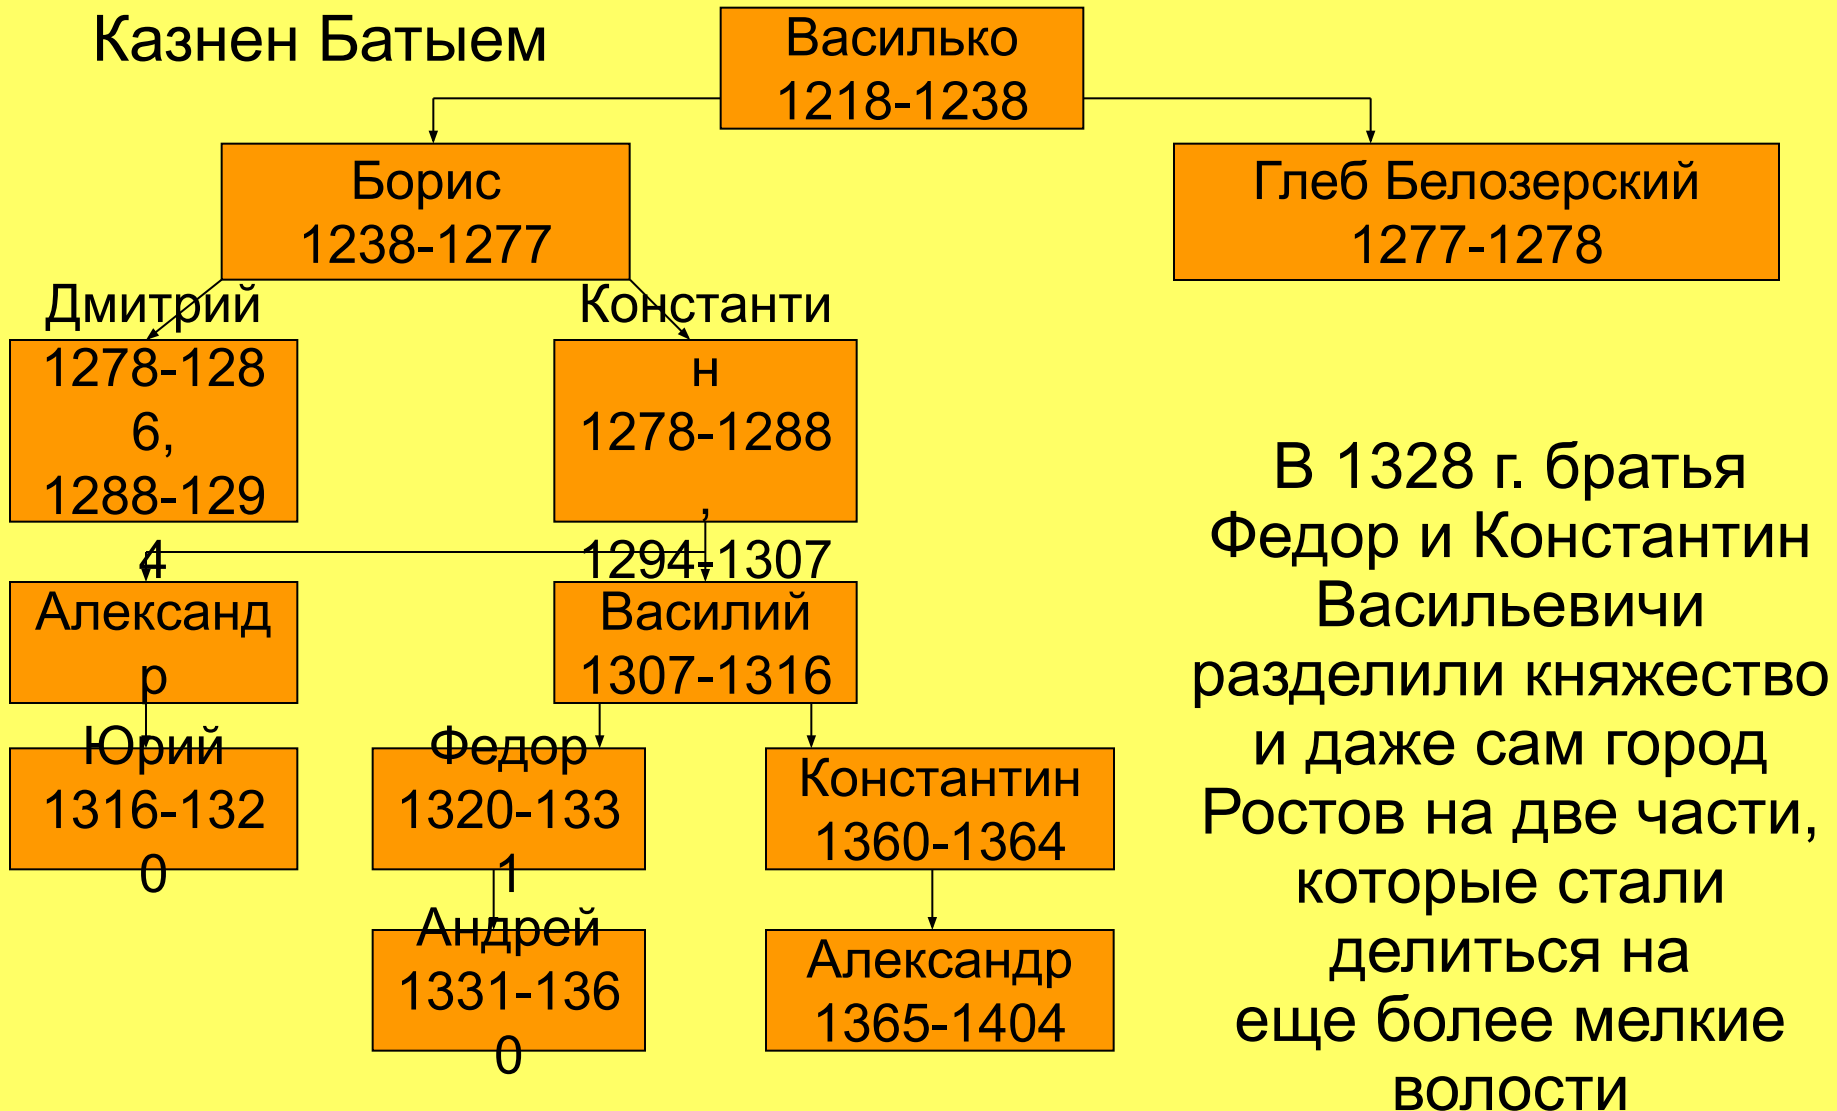 Казнен Батыем
Василько
1218-1238
Борис
1238-1277
Глеб Белозерский
1277-1278
Дмитрий
1278-128
6,
1288-129
4
Константи
н
1278-1288
,
1294-1307
Александ
р
Василий
1307-1316
Юрий
1316-132
0
Федор
1320-133
1
Константин
1360-1364
Андрей
1331-136
0
Александр
1365-1404
В 1328 г. братья
Федор и Константин
Васильевичи
разделили княжество
и даже сам город
Ростов на две части,
которые стали
делиться на
еще более мелкие
волости